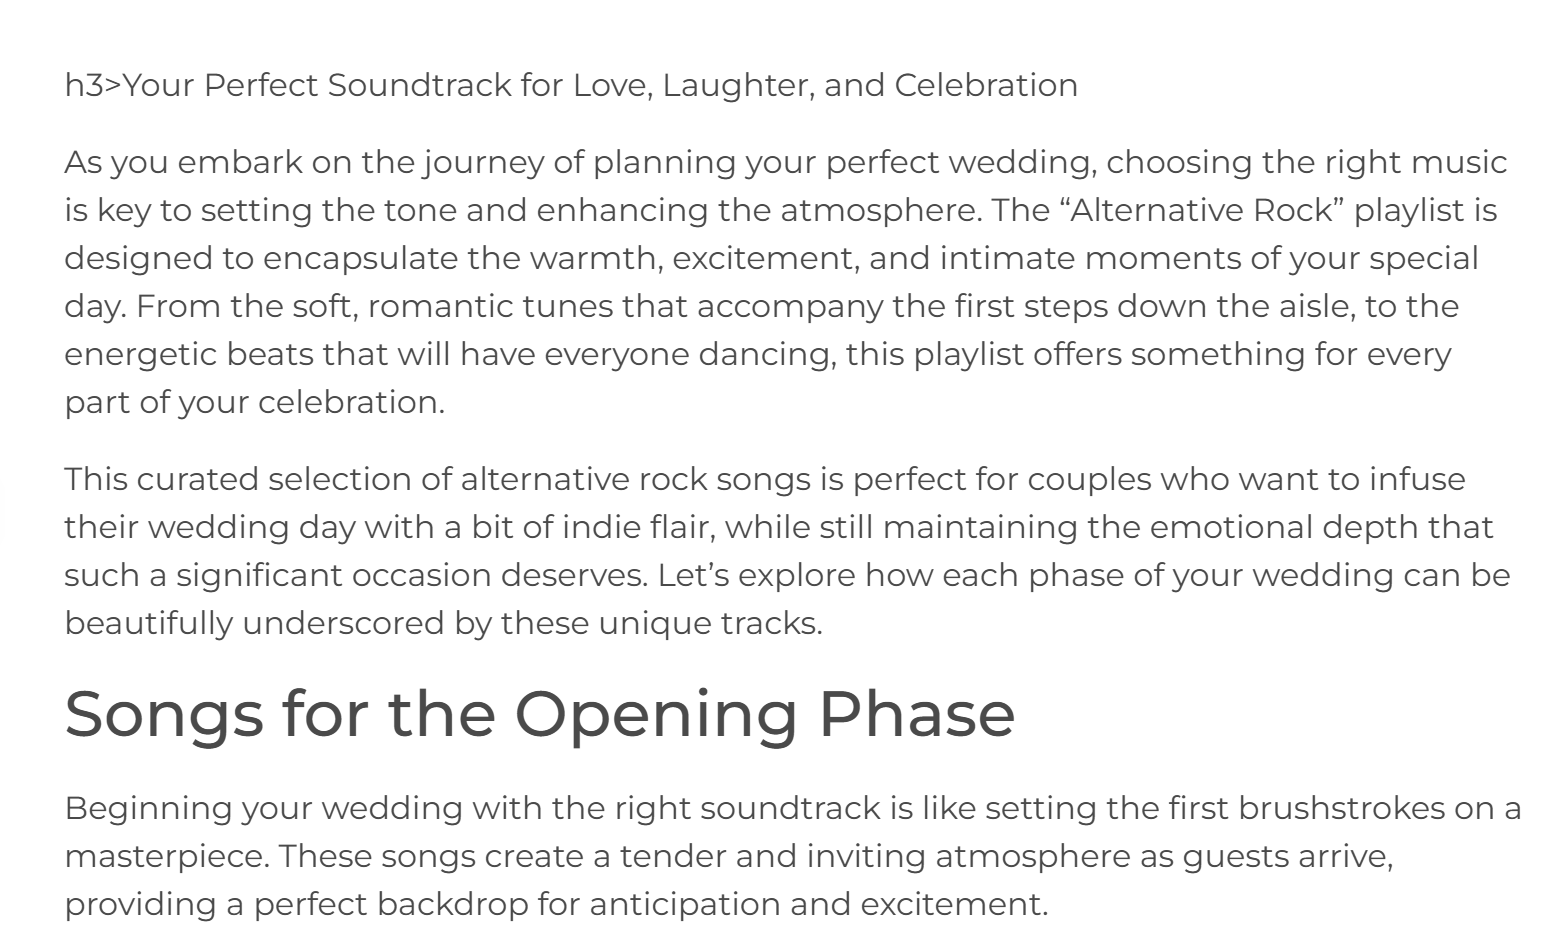 h3>Your Perfect Soundtrack for Love, Laughter, and Celebration
As you embark on the journey of planning your perfect wedding, choosing the right music
is key to setting the tone and enhancing the atmosphere. The “Alternative Rock” playlist is
designed to encapsulate the warmth, excitement, and intimate moments of your special
day. From the soft, romantic tunes that accompany the first steps down the aisle, to the
energetic beats that will have everyone dancing, this playlist offers something for every
part of your celebration.
This curated selection of alternative rock songs is perfect for couples who want to infuse
their wedding day with a bit of indie flair, while still maintaining the emotional depth that
such a significant occasion deserves. Let’s explore how each phase of your wedding can be
beautifully underscored by these unique tracks.
Songs for the Opening Phase
Beginning your wedding with the right soundtrack is like setting the first brushstrokes on a
masterpiece. These songs create a tender and inviting atmosphere as guests arrive,
providing a perfect backdrop for anticipation and excitement.